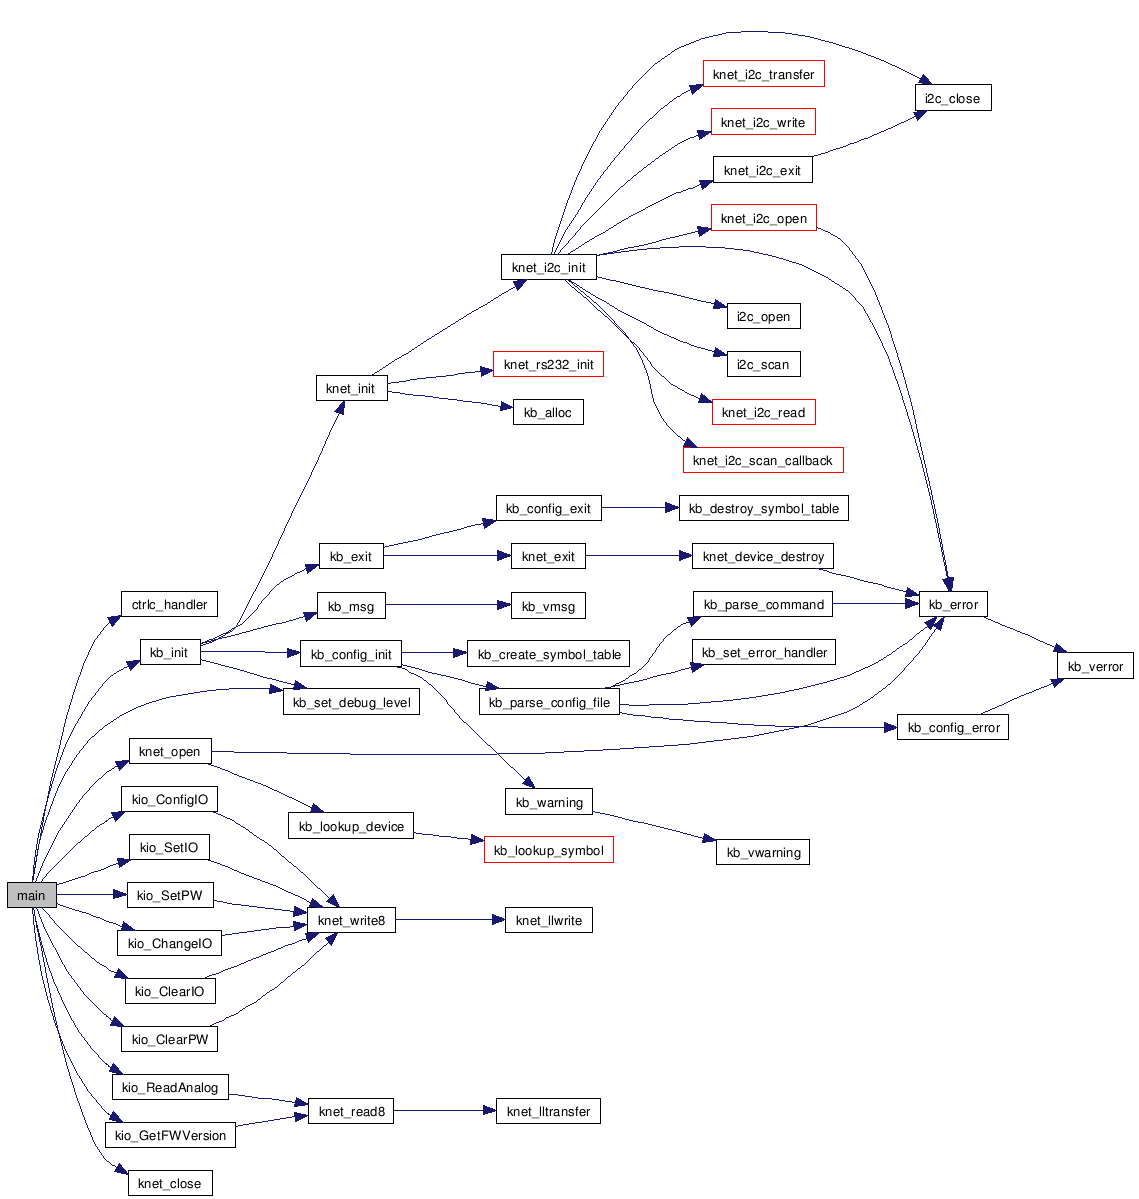 knet_i2c_transfer
i2c_close
knet_i2c_write
knet_i2c_exit
knet_i2c_open
knet_i2c_init
i2c_open
i2c_scan
knet_rs232_init
knet_init
kb_alloc
knet_i2c_read
knet_i2c_scan_callback
kb_config_exit
kb_destroy_symbol_table
kb_exit
knet_exit
knet_device_destroy
ctrlc_handler
kb_msg
kb_vmsg
kb_parse_command
kb_error
kb_init
kb_config_init
kb_create_symbol_table
kb_set_error_handler
kb_verror
kb_set_debug_level
kb_parse_config_file
kb_config_error
knet_open
kio_ConfigIO
kb_warning
kb_lookup_device
kio_SetIO
kb_lookup_symbol
kb_vwarning
main
kio_SetPW
knet_write8
knet_llwrite
kio_ChangeIO
kio_ClearIO
kio_ClearPW
kio_ReadAnalog
knet_read8
knet_lltransfer
kio_GetFWVersion
knet_close